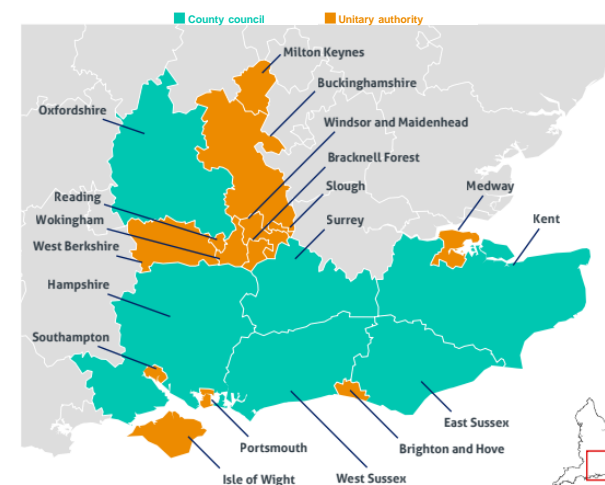 County council
Unitary authority
Milton Keynes
Buckinghamshire
Oxfordshire
Windsor and Maidenhead
Bracknell Forest
Reading
Slough
Medway
Wokingham
Surrey
Kent
West Berkshire
Hampshire
Southampton
East Sussex
Portsmouth
Brighton and Hove
Isle of Wight
West Sussex